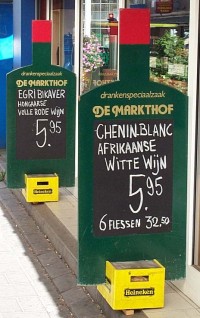 drankenspeciaalzaak
DE MARKTHOF
EGRI BIKAVER
HONGAARSE
VOLLE RODE WIJN
5.95
Heineken
drankenspeciaalzaak
DE MARKTHOF
CHENIN.BLANC
AFRIKAANSE
WITTE WIJN
5.95
6 FLESSEN 32.50
Heineken